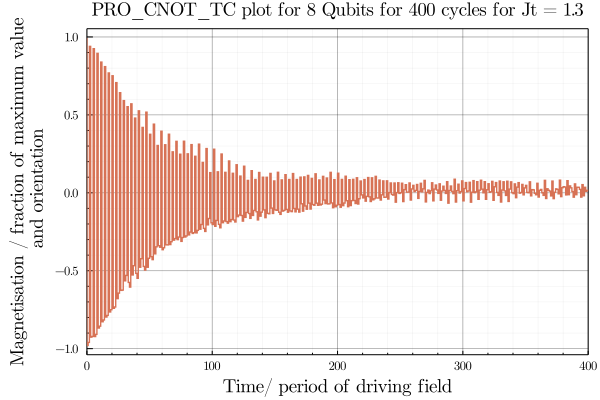 PRO_CNOT_TC plot for 8 Qubits for 400 cycles for Jt = 1.3
Magnetisation / fraction of maximum value
and orientation
1.0
0.5
0.0
−0.5
−1.0
0
100
200
300
400
Time/ period of driving field